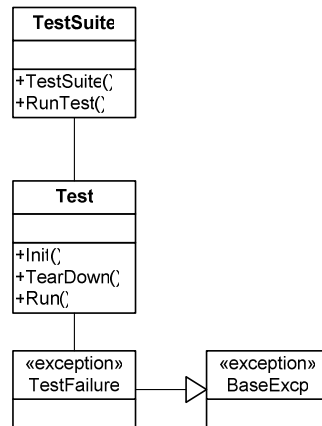 TestSuite
+TestSuite()
+RunTest()
Test
+Init()
+TearDown()
+Run()
«exception»
TestFailure
«exception»
BaseExcp